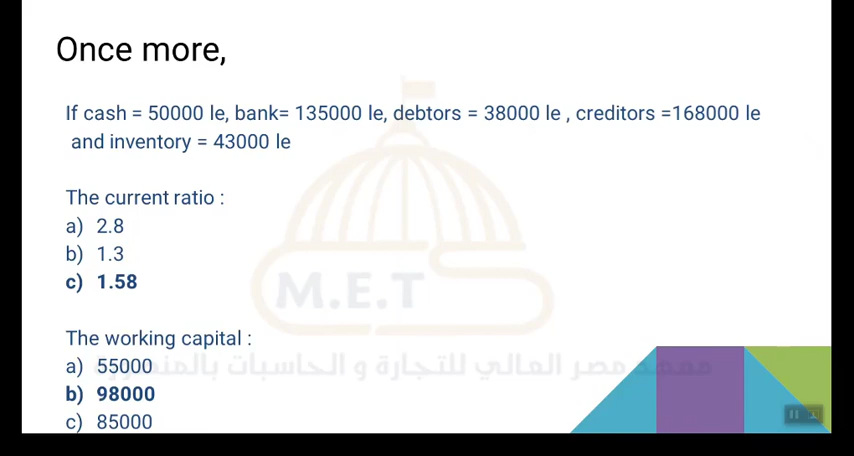 Once more,
If cash = 50000 le, bank= 135000 le, debtors = 38000 le , creditors =168000 le
and inventory = 43000 le
The current ratio :
a) 2.8
b) 1.3
c) 1.58
M.E.T
The working capital :
a) 55000
معهد مصر العالي للتجارة و الحاسبات بالمنصورة
b) 98000
c) 85000